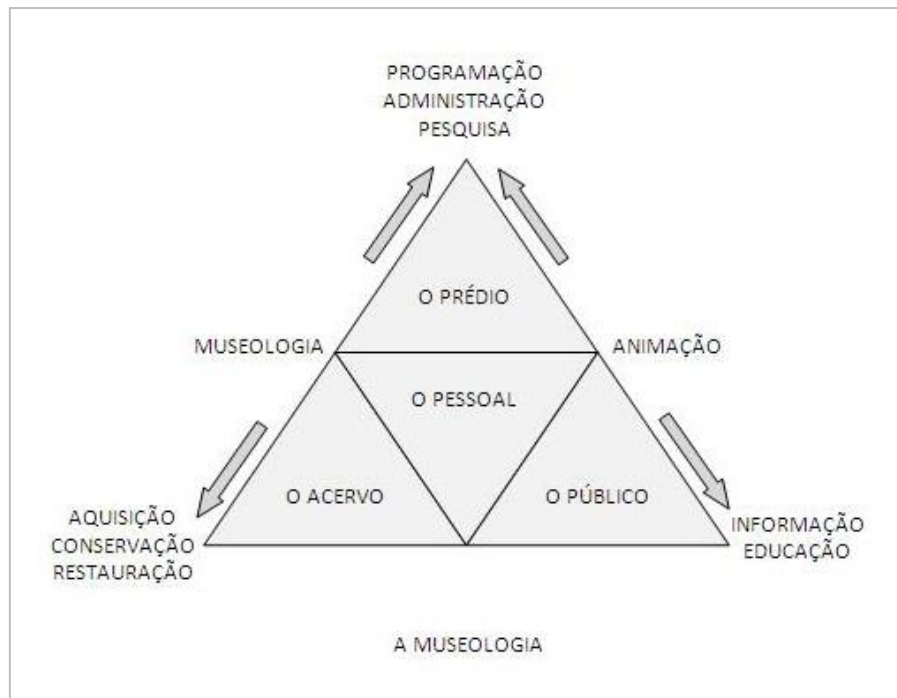 PROGRAMAÇÃO
ADMINISTRAÇÃO
PESQUISA
O PRÉDIO
MUSEOLOGIA
ANIMAÇÃO
O PESSOAL
O ACERVO
O PÚBLICO
AQUISIÇÃO
CONSERVAÇÃO
RESTAURAÇÃO
INFORMAÇÃO
EDUCAÇÃO
A MUSEOLOGIA